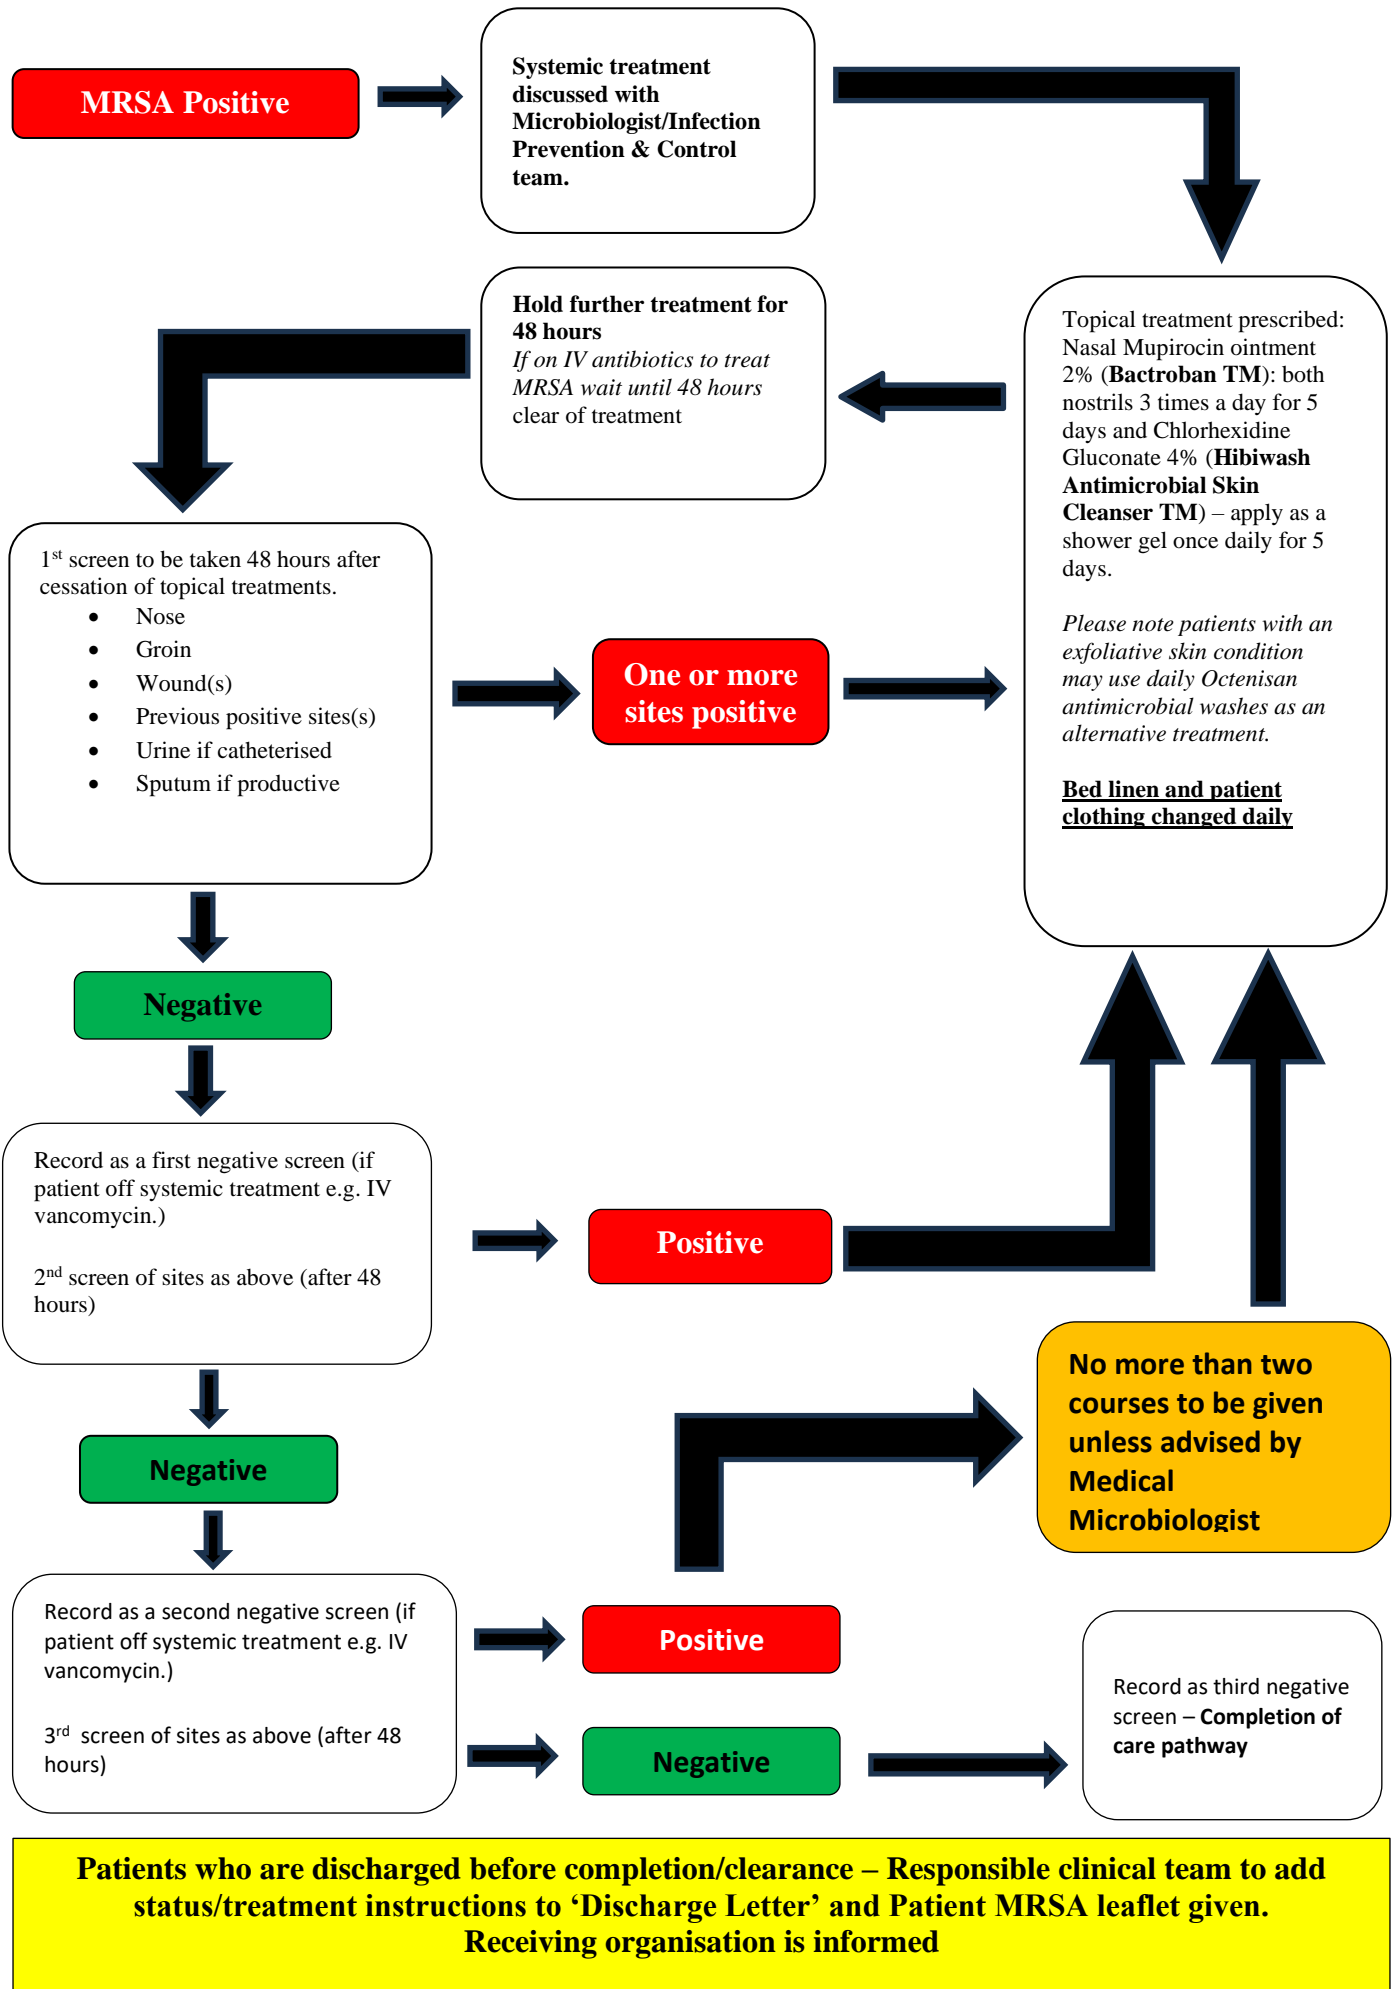 MRSA Positive
Systemic treatment
discussed with
Microbiologist/Infection
Prevention & Control
team.
Topical treatment prescribed:
Nasal Mupirocin ointment
2% (Bactroban TM): both
nostrils 3 times a day for 5
days and Chlorhexidine
Gluconate 4% (Hibiwash
Antimicrobial Skin
Cleanser TM) – apply as a
shower gel once daily for 5
days.
Please note patients with an
exfoliative skin condition
may use daily Octenisan
antimicrobial washes as an
alternative treatment.
Bed linen and patient
clothing changed daily
Hold further treatment for
48 hours
If on IV antibiotics to treat
MRSA wait until 48 hours
clear of treatment
1st screen to be taken 48 hours after
cessation of topical treatments.
• Nose
• Groin
• Wound(s)
• Previous positive sites(s)
• Urine if catheterised
• Sputum if productive
One or more
sites positive
Negative
Record as a first negative screen (if
patient off systemic treatment e.g. IV
vancomycin.)
2nd screen of sites as above (after 48
hours)
Positive
No more than two
courses to be given
unless advised by
Medical
Microbiologist
Negative
Record as a second negative screen (if
patient off systemic treatment e.g. IV
vancomycin.)
3rd screen of sites as above (after 48
hours)
Positive
Negative
Record as third negative
screen – Completion of
care pathway
Patients who are discharged before completion/clearance – Responsible clinical team to add
status/treatment instructions to ‘Discharge Letter’ and Patient MRSA leaflet given.
Receiving organisation is informed